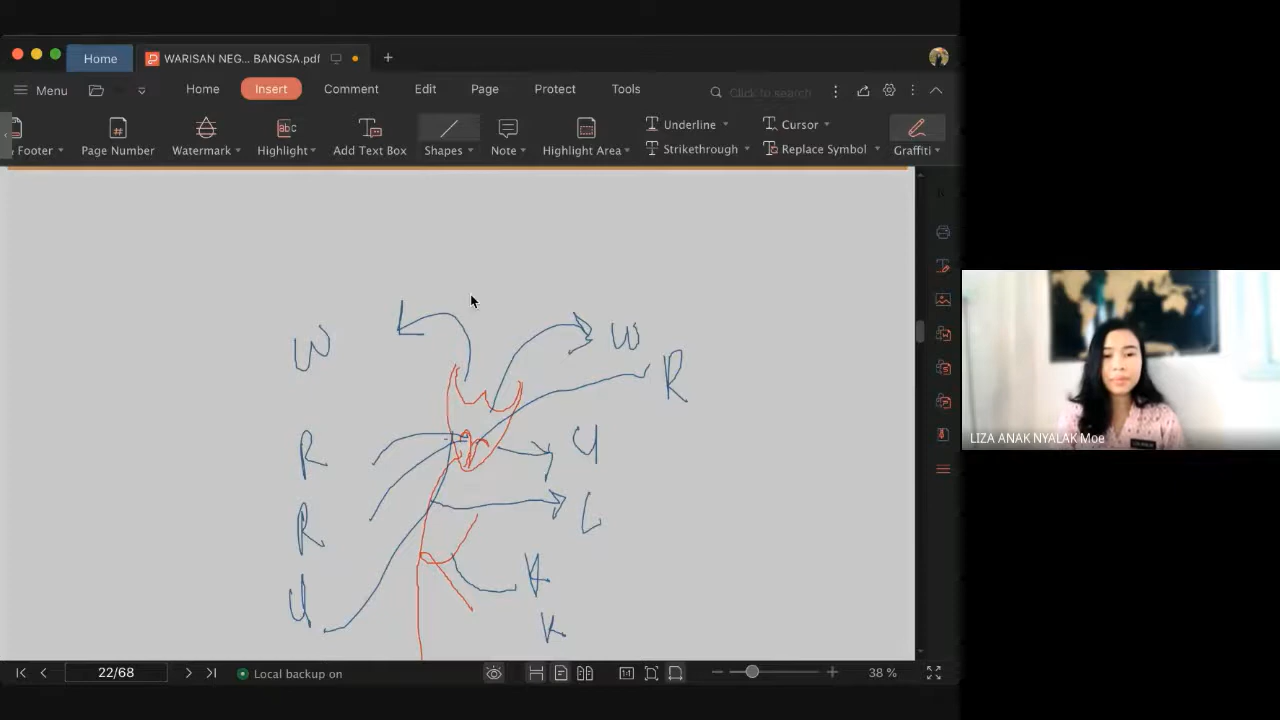 Home
WARISAN NEG... BANGSA.pdf
Menu
Home Insert Comment Edit Page Protect Tools
Click to search
Footer Page Number Watermark Highlight Add Text Box Shapes Note Highlight Area
Underline Cursor
Strikethrough Replace Symbol
Graffiti
W W
R
R 4
R L
4 K
K
LIZA ANAK NYALAK Moe
22/68 Local backup on 38 %